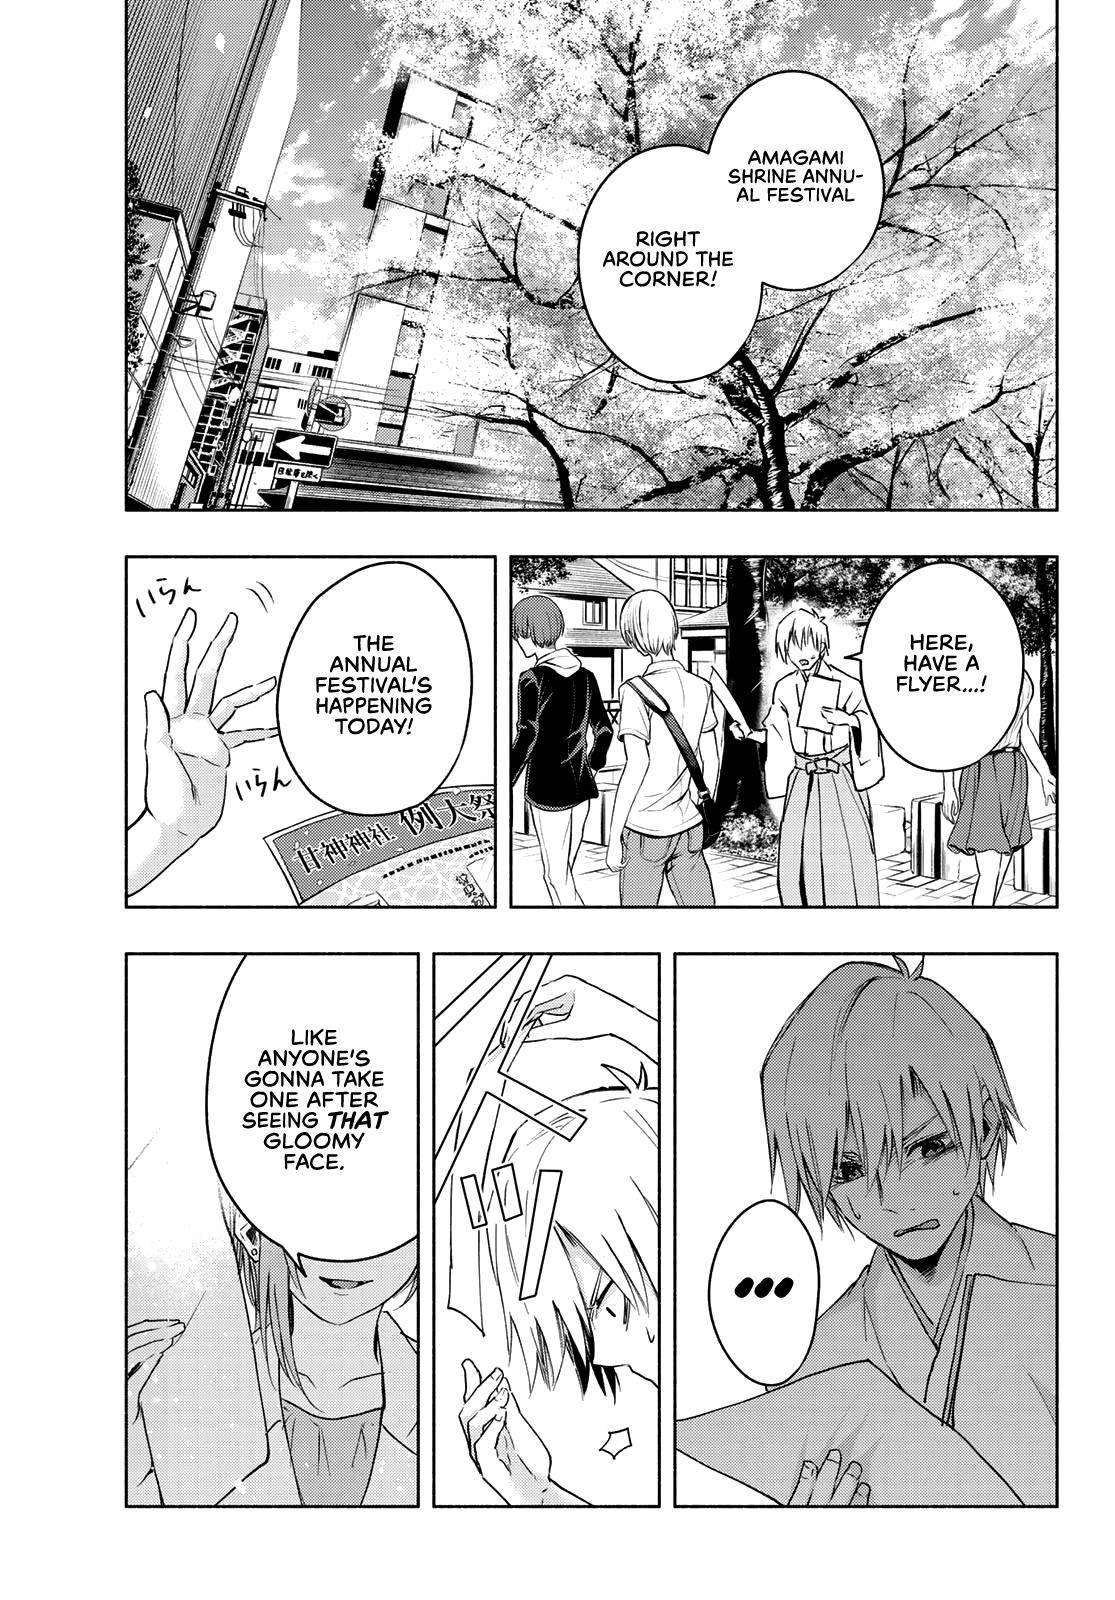 AMAGAMI
SHRINE ANNU-
AL FESTIVAL
RIGHT
AROUND THE
CORNER!
HERE,
HAVE A
FLYER...!
THE
ANNUAL
FESTIVAL'S
HAPPENING
TODAY!
いらん
いらん
甘神神社 例大祭
...
LIKE
ANYONE'S
GONNA TAKE
ONE AFTER
SEEING THAT
GLOOMY
FACE.